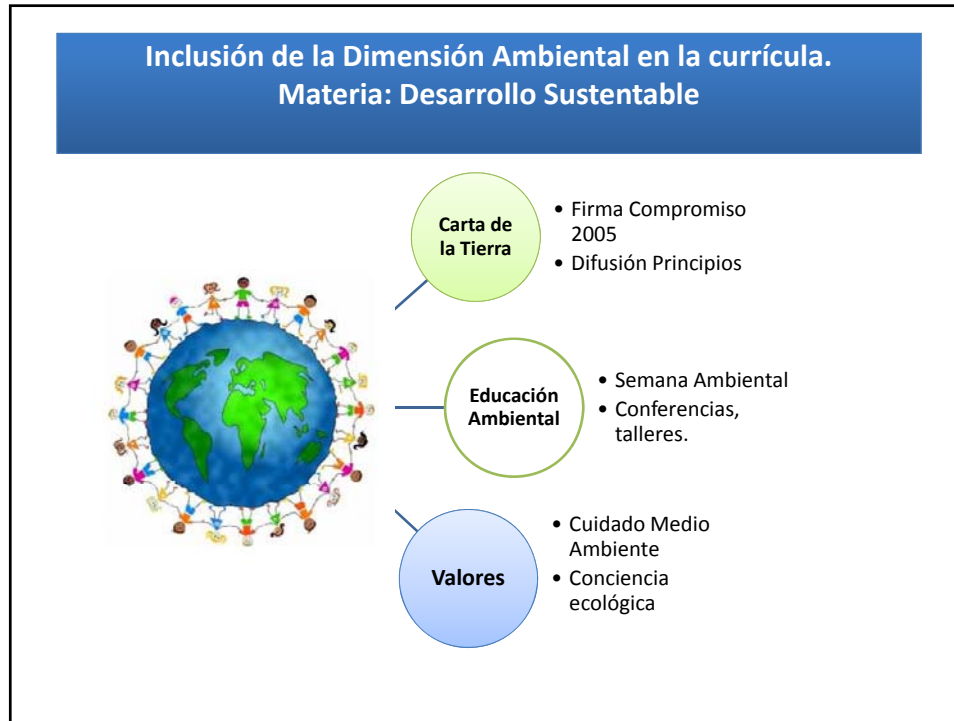 Inclusión de la Dimensión Ambiental en la currícula.
Materia: Desarrollo Sustentable
Carta de
la Tierra
• Firma Compromiso
2005
• Difusión Principios
Educación
Ambiental
• Semana Ambiental
• Conferencias,
talleres.
Valores
• Cuidado Medio
Ambiente
• Conciencia
ecológica